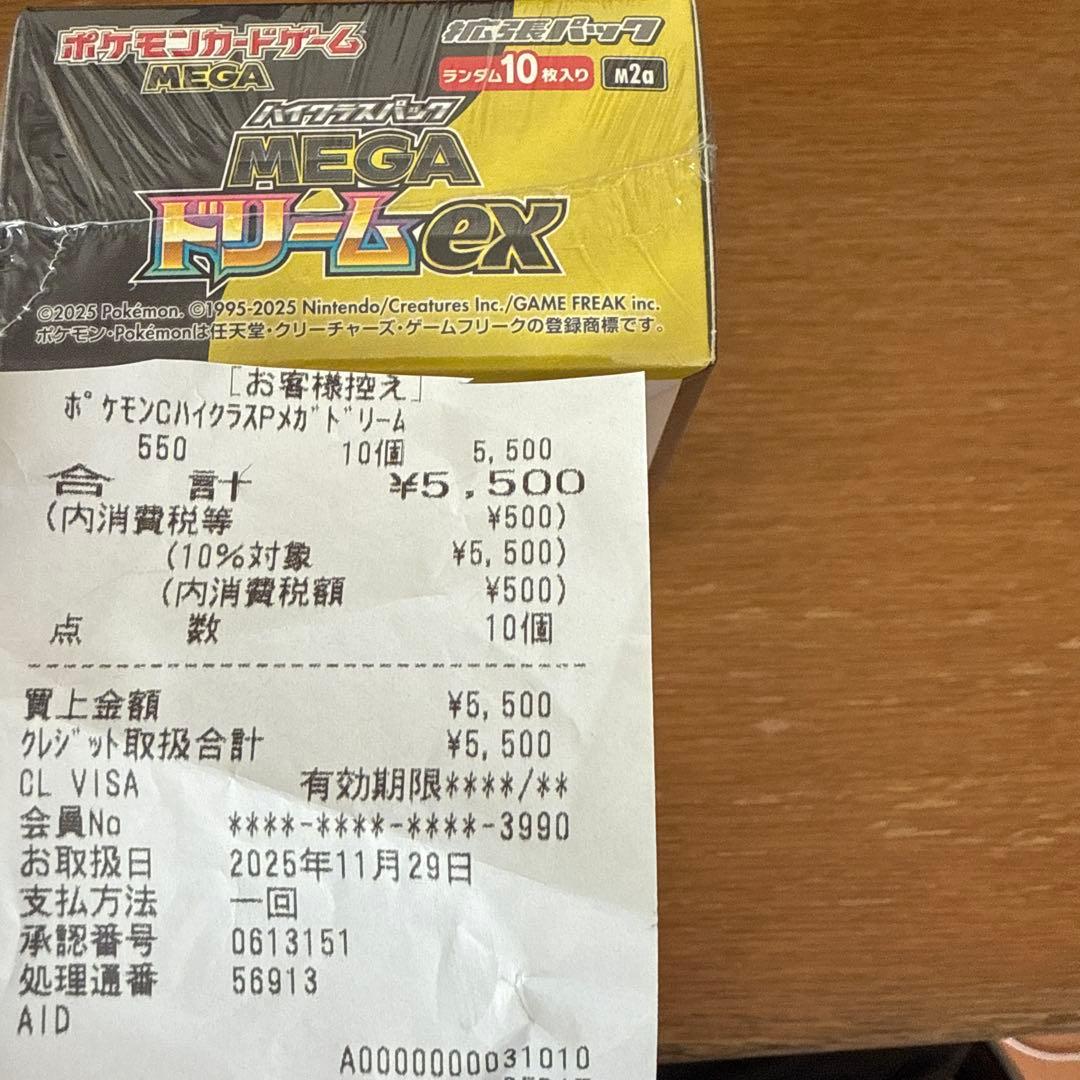 ポケモンカードゲーム
MEGA
拡張パック
ランダム10枚入り
M2a
ハイクラスパック
MEGA
ドリームex
©2025 Pokémon. ©1995-2025 Nintendo/Creatures Inc./GAME FREAK inc.
ポケモン・Pokémonは任天堂・クリーチャーズ・ゲームフリークの登録商標です。
[お客様控え]
ﾎﾟｹモンCハイクラスPメガドリーム
550 10個 5,500
合 計 ¥5,500
(内消費税等 ¥500)
(10%対象 ¥5,500)
(内消費税額 ¥500)
点 数 10個
買上金額 ¥5,500
ｸﾚｼﾞｯﾄ取扱合計 ¥5,500
CL VISA 有効期限****/**
会員No ****-****-****-3990
お取扱日 2025年11月29日
支払方法 一回
承認番号 0613151
処理通番 56913
AID
A0000000031010